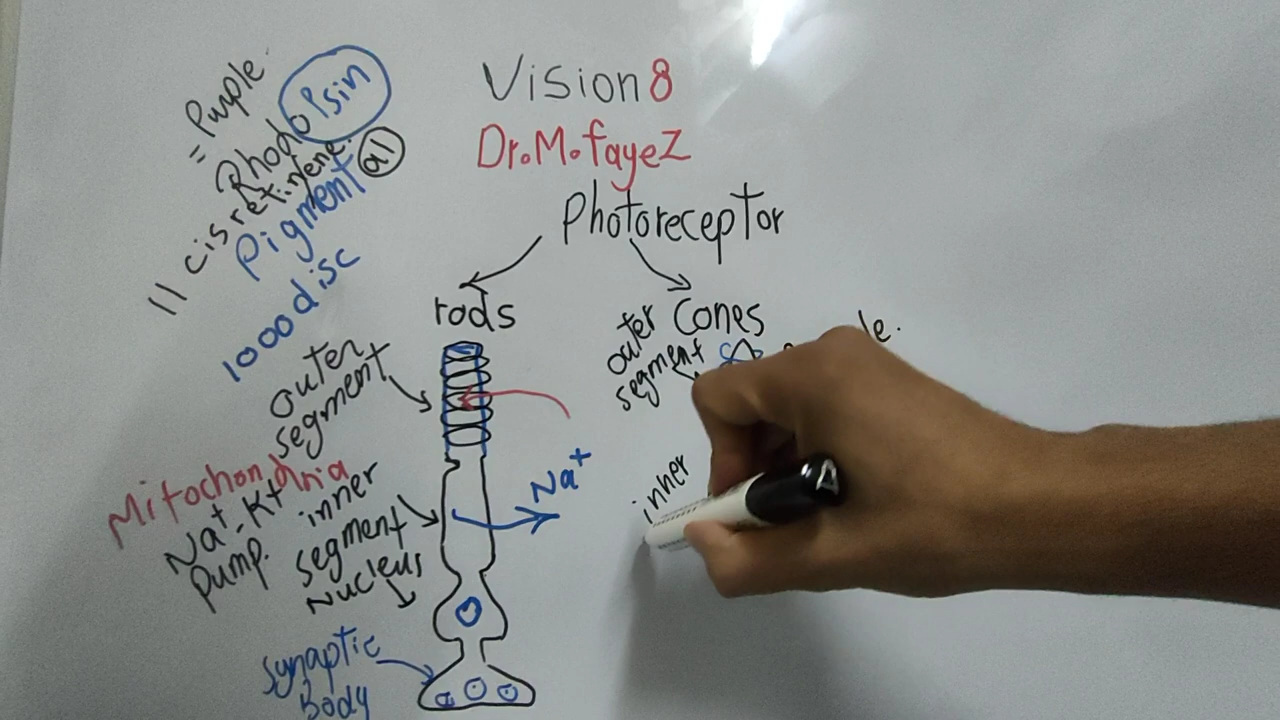 Vision 8
Dr.M.fayez
Photoreceptor
rods
Cones
= Purple.
RhodoPsin
11 cis retinene.
al
Pigment
1000 disc
outer
segment
Mitochondria
Na+-K+
Pump.
inner
segment
Nucleus
synaptic
Body
Na+
outer
segment
inner